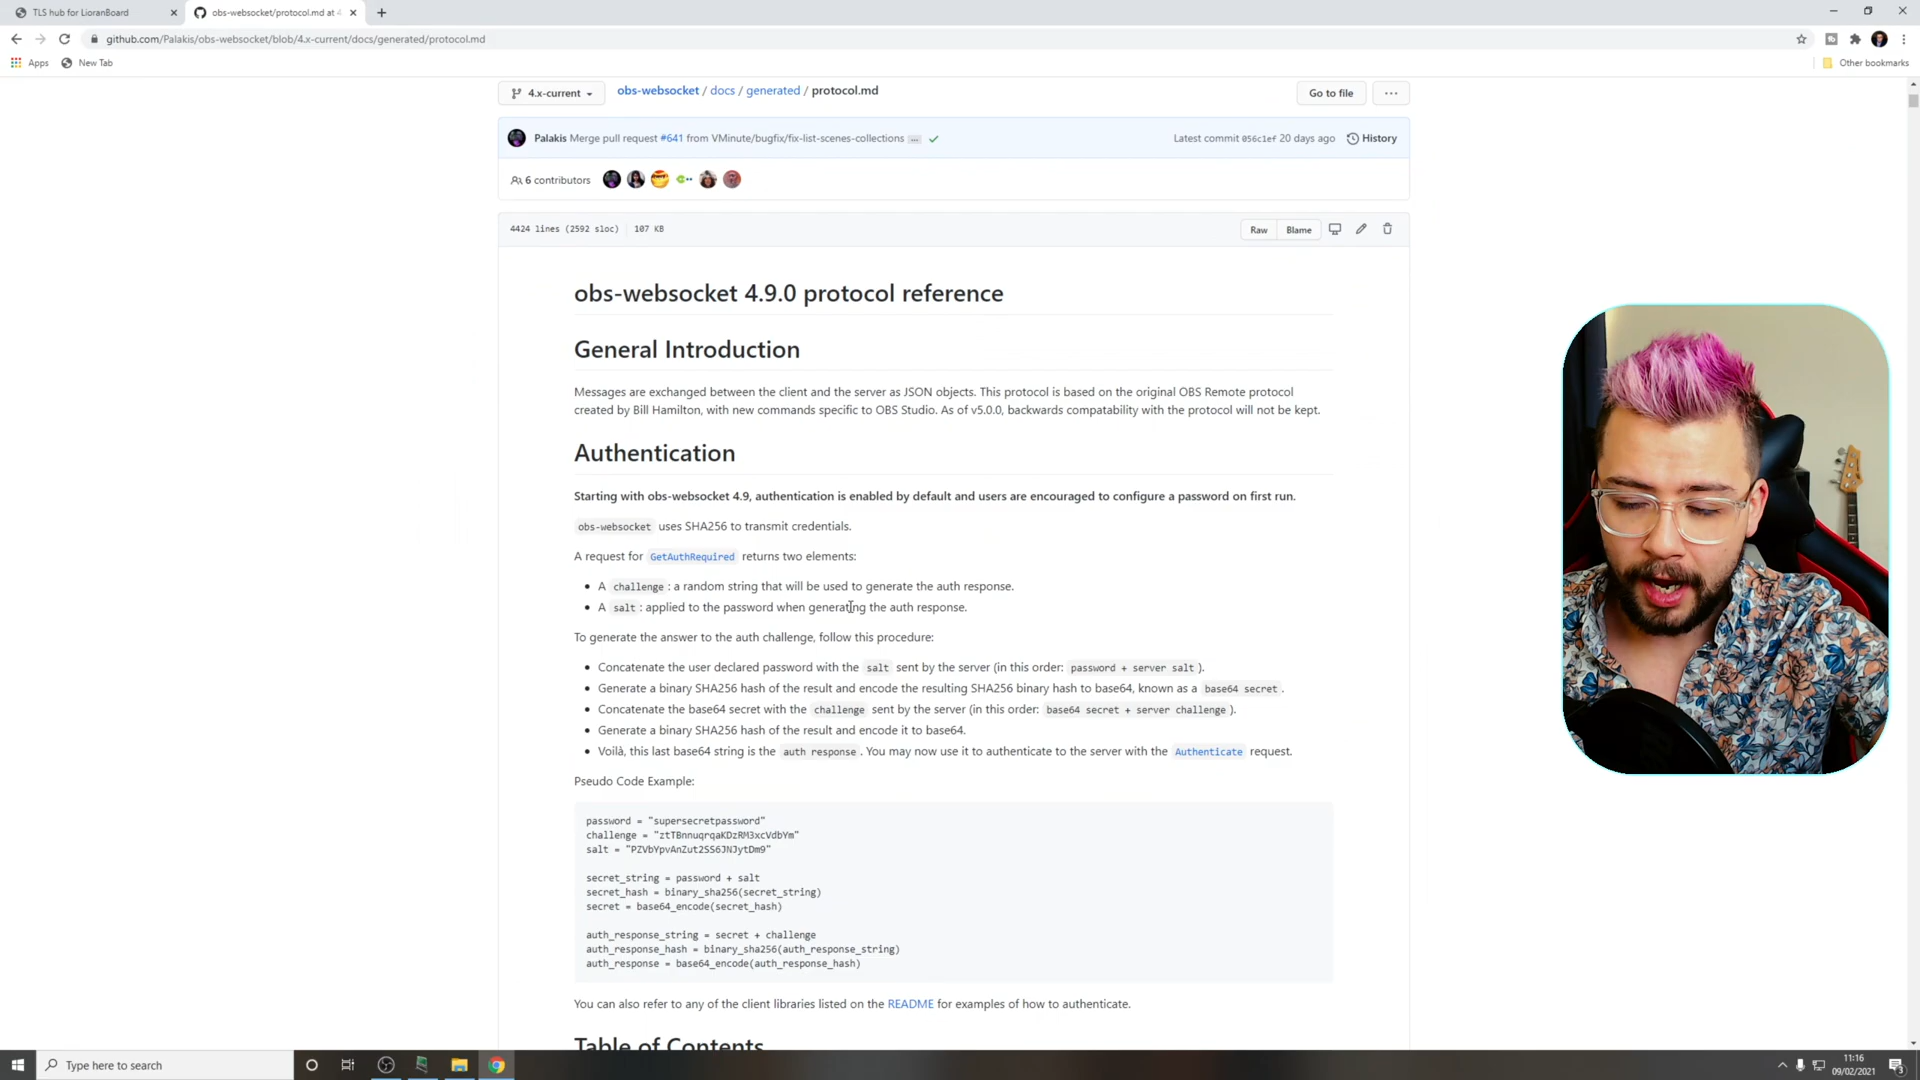 TLS hub for LioranBoard
obs-websocket/protocol.md at 4
github.com/Palakis/obs-websocket/blob/4.x-current/docs/generated/protocol.md
Apps New Tab Other bookmarks
4.x-current obs-websocket / docs / generated / protocol.md Go to file ...
Palakis Merge pull request #641 from VMinute/bugfix/fix-list-scenes-collections ... Latest commit 056c1ef 20 days ago History
6 contributors
4424 lines (2592 sloc) 107 KB Raw Blame
obs-websocket 4.9.0 protocol reference
General Introduction
Messages are exchanged between the client and the server as JSON objects. This protocol is based on the original OBS Remote protocol
created by Bill Hamilton, with new commands specific to OBS Studio. As of v5.0.0, backwards compatability with the protocol will not be kept.
Authentication
Starting with obs-websocket 4.9, authentication is enabled by default and users are encouraged to configure a password on first run.
obs-websocket uses SHA256 to transmit credentials.
A request for GetAuthRequired returns two elements:
• A challenge : a random string that will be used to generate the auth response.
• A salt : applied to the password when generating the auth response.
To generate the answer to the auth challenge, follow this procedure:
• Concatenate the user declared password with the salt sent by the server (in this order: password + server salt ).
• Generate a binary SHA256 hash of the result and encode the resulting SHA256 binary hash to base64, known as a base64 secret .
• Concatenate the base64 secret with the challenge sent by the server (in this order: base64 secret + server challenge ).
• Generate a binary SHA256 hash of the result and encode it to base64.
• Voilà, this last base64 string is the auth response . You may now use it to authenticate to the server with the Authenticate request.
Pseudo Code Example:
password = "supersecretpassword"
challenge = "ztTBnnuqrqaKDzRM3xcVdbYm"
salt = "PZVbYpvAnZut2SS6JNJytDm9"
secret_string = password + salt
secret_hash = binary_sha256(secret_string)
secret = base64_encode(secret_hash)
auth_response_string = secret + challenge
auth_response_hash = binary_sha256(auth_response_string)
auth_response = base64_encode(auth_response_hash)
You can also refer to any of the client libraries listed on the README for examples of how to authenticate.
Table of Contents
Type here to search
11:16
09/02/2021
3